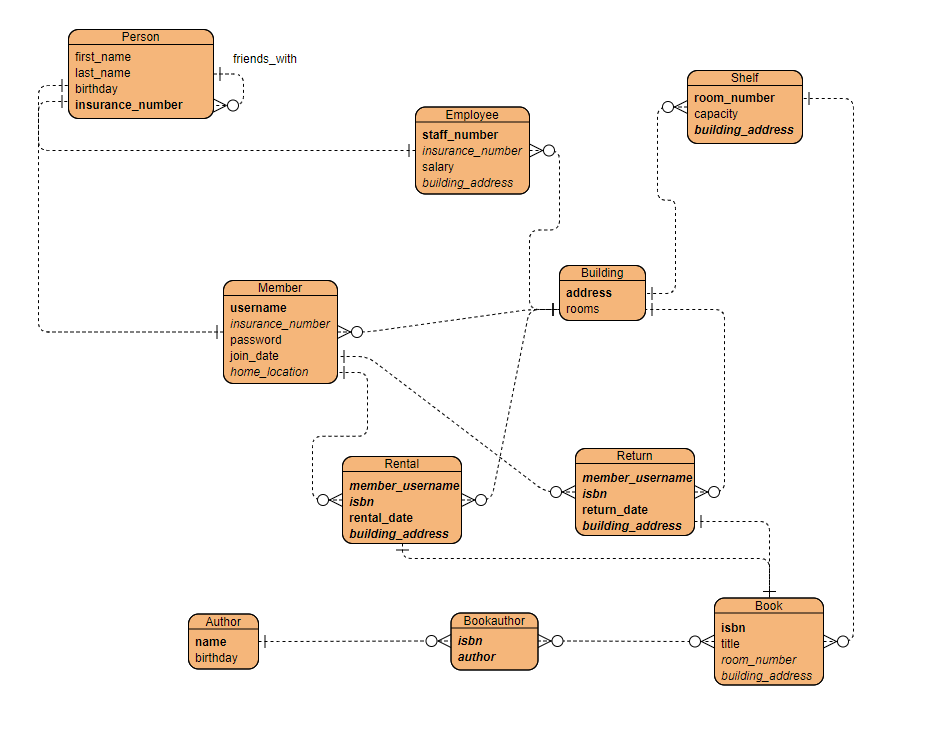 Person
first_name
last_name
birthday
insurance_number
friends_with
Employee
staff_number
insurance_number
salary
building_address
Shelf
room_number
capacity
building_address
Building
address
rooms
Member
username
insurance_number
password
join_date
home_location
Rental
member_username
isbn
rental_date
building_address
Return
member_username
isbn
return_date
building_address
Author
name
birthday
Bookauthor
isbn
author
Book
isbn
title
room_number
building_address